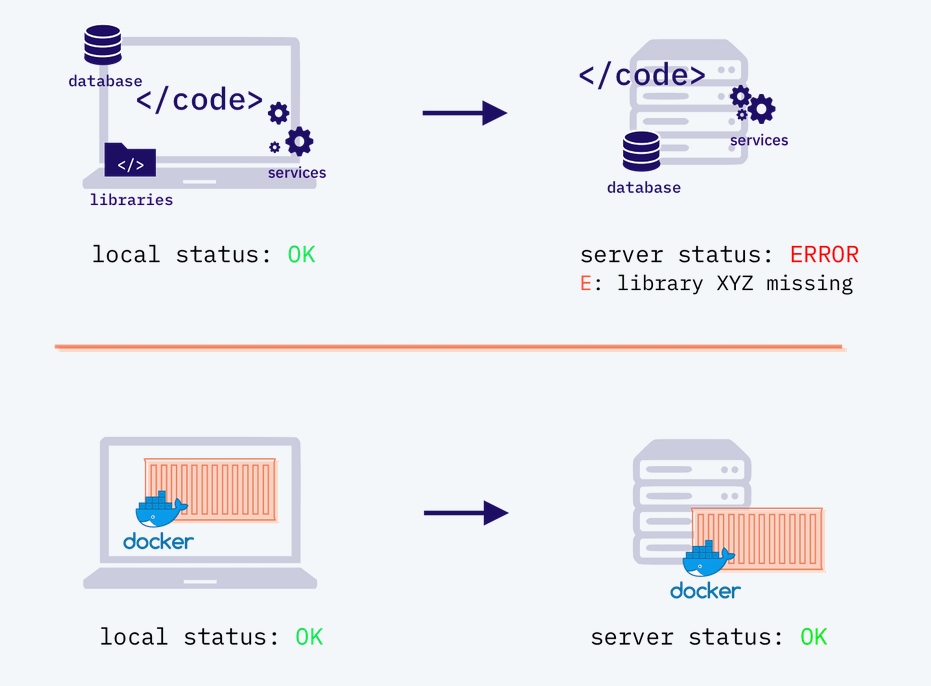 database
</code>
</>
services
libraries
</code>
services
database
local status: OK
server status: ERROR
E: library XYZ missing
docker
docker
local status: OK
server status: OK